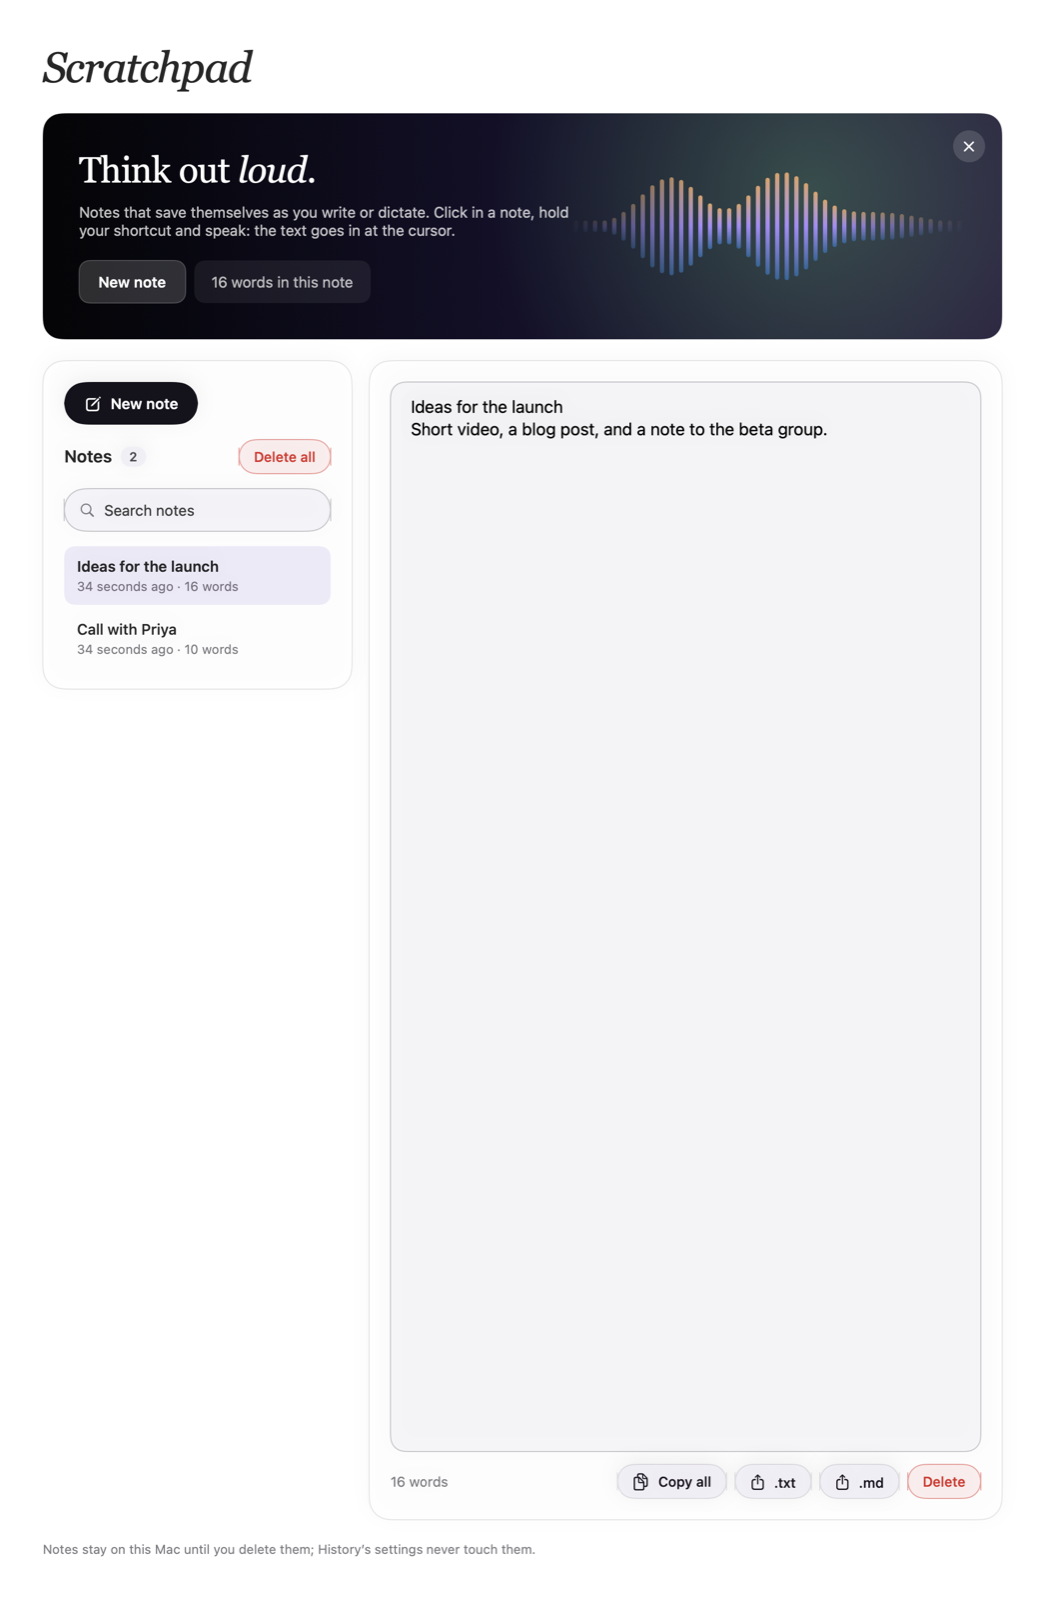 Scratchpad
Think out loud.
Notes that save themselves as you write or dictate. Click in a note, hold
your shortcut and speak: the text goes in at the cursor.
New note
16 words in this note
New note
Notes 2
Delete all
Search notes
Ideas for the launch
34 seconds ago · 16 words
Call with Priya
34 seconds ago · 10 words
Ideas for the launch
Short video, a blog post, and a note to the beta group.
16 words
Copy all
.txt
.md
Delete
Notes stay on this Mac until you delete them; History's settings never touch them.